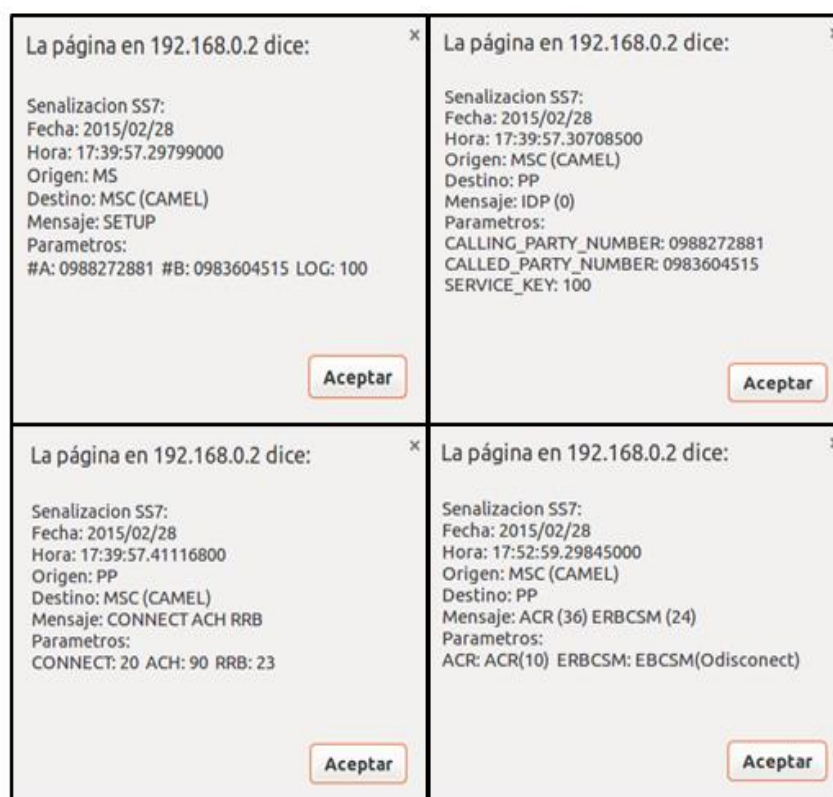 La página en 192.168.0.2 dice:
x
Senalizacion SS7:
Fecha: 2015/02/28
Hora: 17:39:57.29799000
Origen: MS
Destino: MSC (CAMEL)
Mensaje: SETUP
Parametros:
#A: 0988272881 #B: 0983604515 LOG: 100
Aceptar
La página en 192.168.0.2 dice:
Senalizacion SS7:
Fecha: 2015/02/28
Hora: 17:39:57.30708500
Origen: MSC (CAMEL)
Destino: PP
Mensaje: IDP (0)
Parametros:
CALLING_PARTY_NUMBER: 0988272881
CALLED_PARTY_NUMBER: 0983604515
SERVICE_KEY: 100
Aceptar
La página en 192.168.0.2 dice:
x
Senalizacion SS7:
Fecha: 2015/02/28
Hora: 17:39:57.41116800
Origen: PP
Destino: MSC (CAMEL)
Mensaje: CONNECT ACH RRB
Parametros:
CONNECT: 20 ACH: 90 RRB: 23
Aceptar
La página en 192.168.0.2 dice:
Senalizacion SS7:
Fecha: 2015/02/28
Hora: 17:52:59.29845000
Origen: MSC (CAMEL)
Destino: PP
Mensaje: ACR (36) ERBCSM (24)
Parametros:
ACR: ACR(10) ERBCSM: EBCSM(Odisconect)
Aceptar